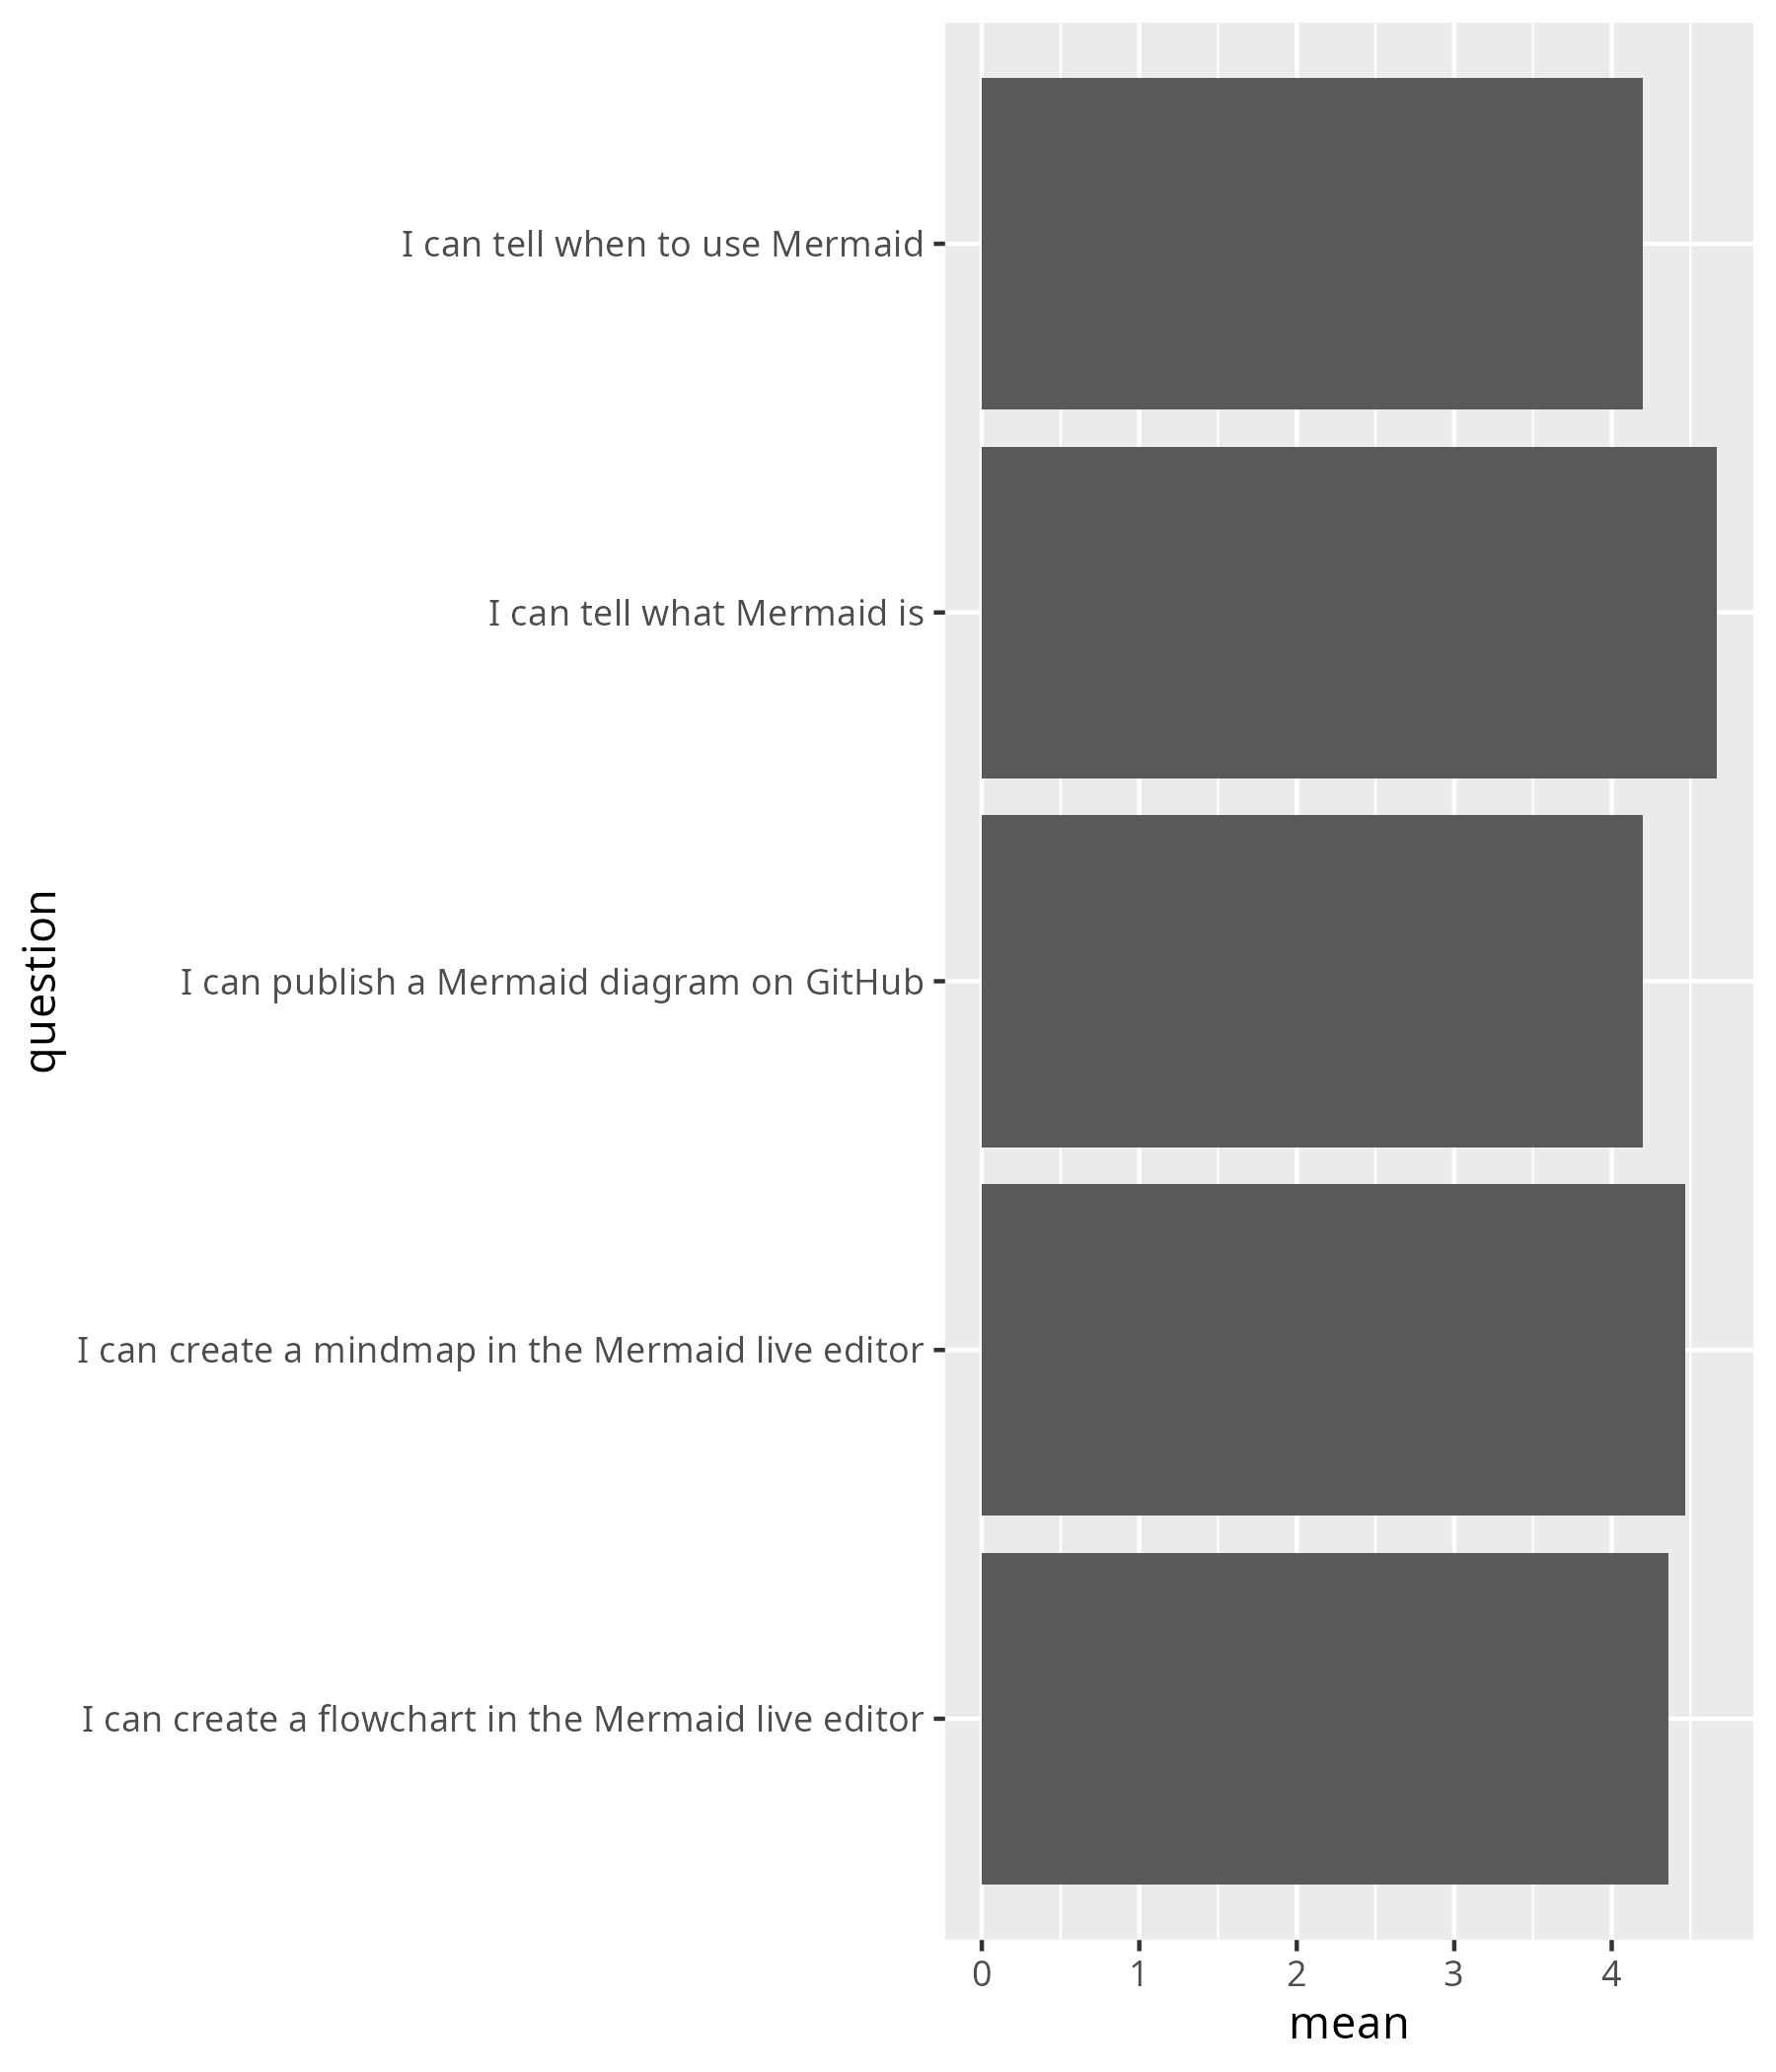 I can tell when to use Mermaid
I can tell what Mermaid is
I can publish a Mermaid diagram on GitHub
I can create a mindmap in the Mermaid live editor
I can create a flowchart in the Mermaid live editor
question
0 1 2 3 4
mean